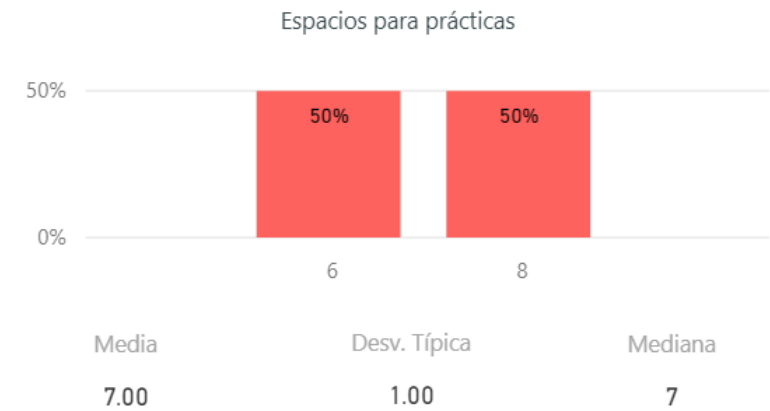 Espacios para prácticas
50%
50% 50%
0%
6 8
Media Desv. Típica Mediana
7.00 1.00 7